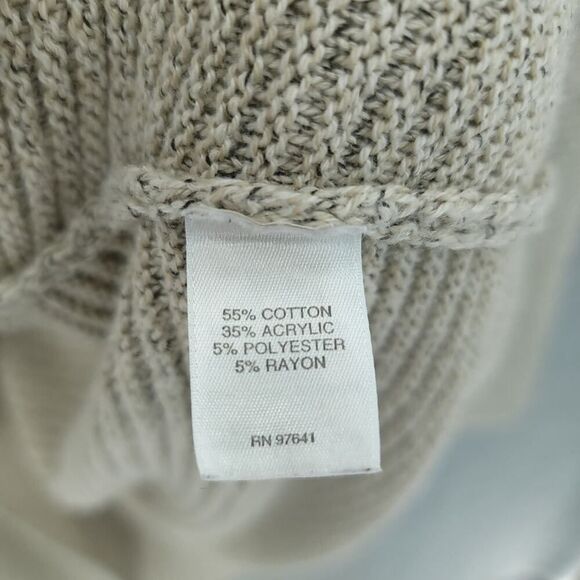 55% COTTON
35% ACRYLIC
5% POLYESTER
5% RAYON
RN 97641